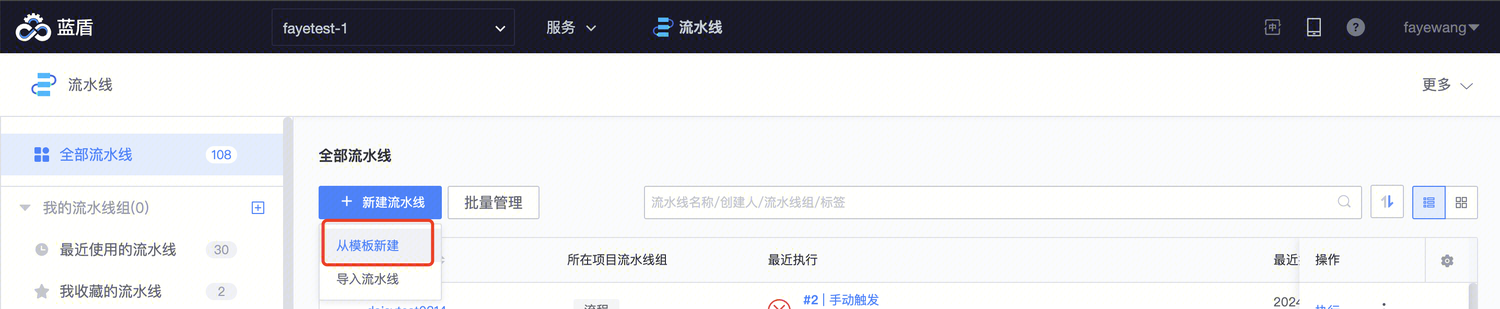 蓝盾 fayetest-1 服务 流水线 fayewang
流水线 更多
全部流水线 108
我的流水线组(0)
最近使用的流水线 30
我收藏的流水线 2
全部流水线
+ 新建流水线 批量管理 流水线名称/创建人/流水线组/标签
从模板新建
导入流水线
所在项目流水线组 最近执行 最近 操作
#2 | 手动触发
流程 2024 执行